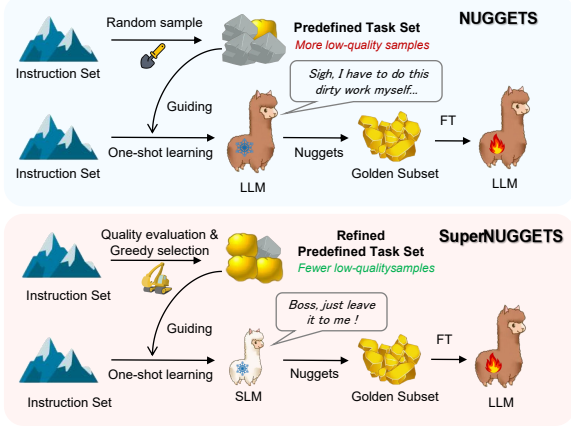 NUGGETS
Random sample
Predefined Task Set
More low-quality samples
Instruction Set
Sigh, I have to do this
dirty work myself...
Guiding
FT
One-shot learning
Nuggets
Instruction Set
LLM
Golden Subset
LLM
SuperNUGGETS
Quality evaluation &
Greedy selection
Refined
Predefined Task Set
Fewer low-qualitysamples
Instruction Set
Boss, just leave
it to me !
Guiding
FT
One-shot learning
Nuggets
Instruction Set
SLM
Golden Subset
LLM